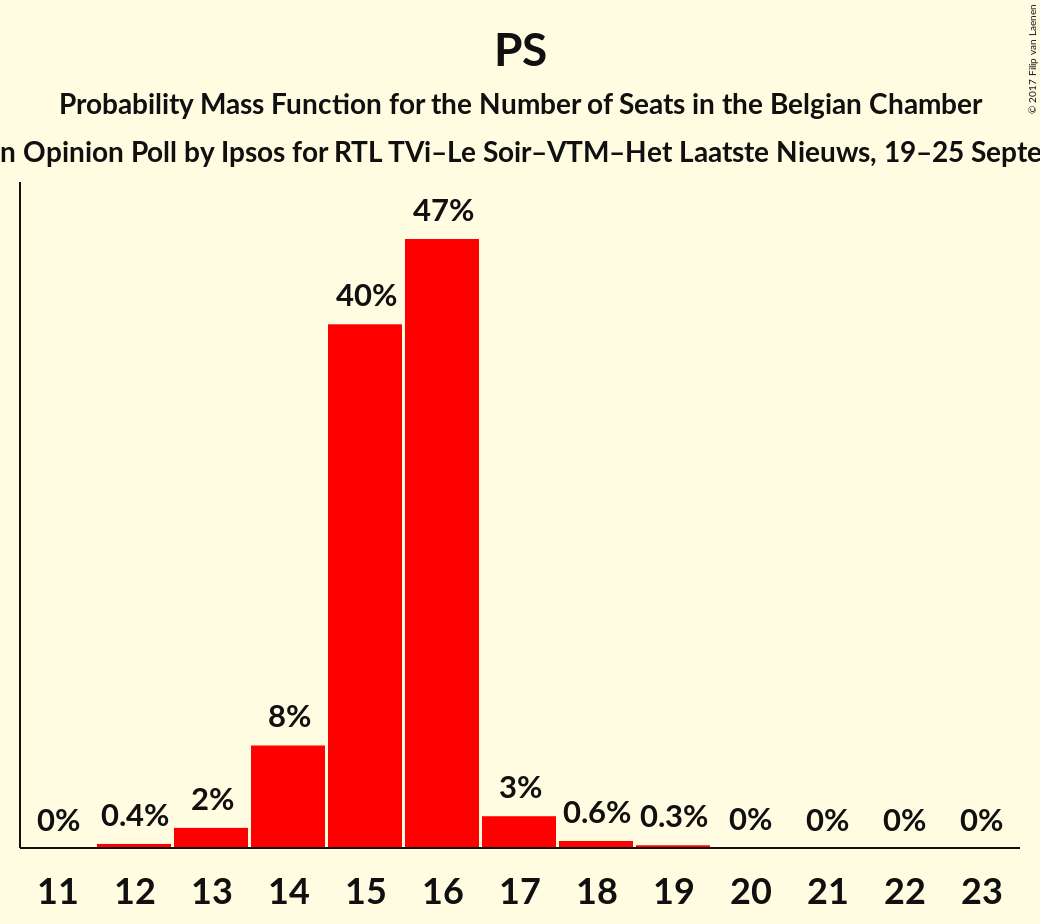 PS
Probability Mass Function for the Number of Seats in the Belgian Chamber
n Opinion Poll by Ipsos for RTL TVi–Le Soir–VTM–Het Laatste Nieuws, 19–25 Septe
© 2017 Filip van Laenen
47%
40%
8%
2%
3%
0%
0.4%
0.6%
0.3%
0%
0%
0%
0%
11 12 13 14 15 16 17 18 19 20 21 22 23